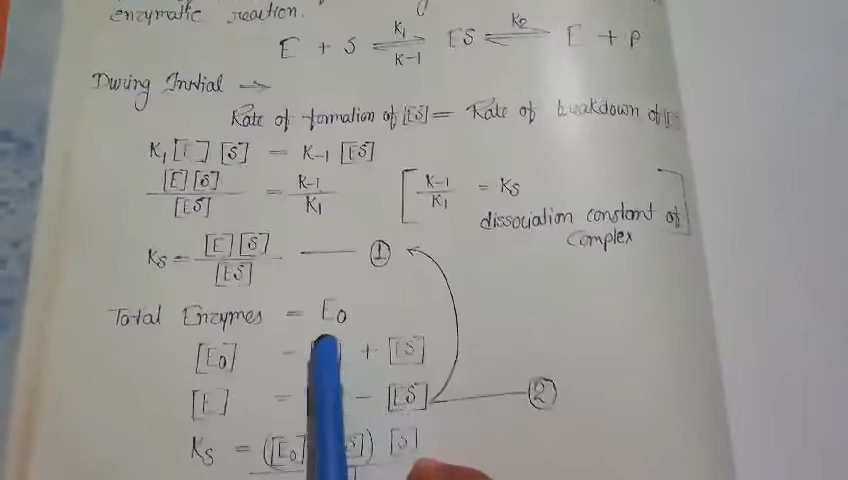 enzymatic reaction.
E + S K1 K-1 ES K2 E + P
During Initial →
Rate of formation of [ES] = Rate of breakdown of
K1 [E] [S] = K-1 [ES]
[E][S] / [ES] = K-1 / K1 [ K-1 / K1 = Ks
dissociation constant of
Complex ]
Ks = [E][S] / [ES] —— ①
Total Enzymes = E0
[E0] = + [ES]
[E] = - [ES] —— ②
Ks = ([E0] S]) [S]